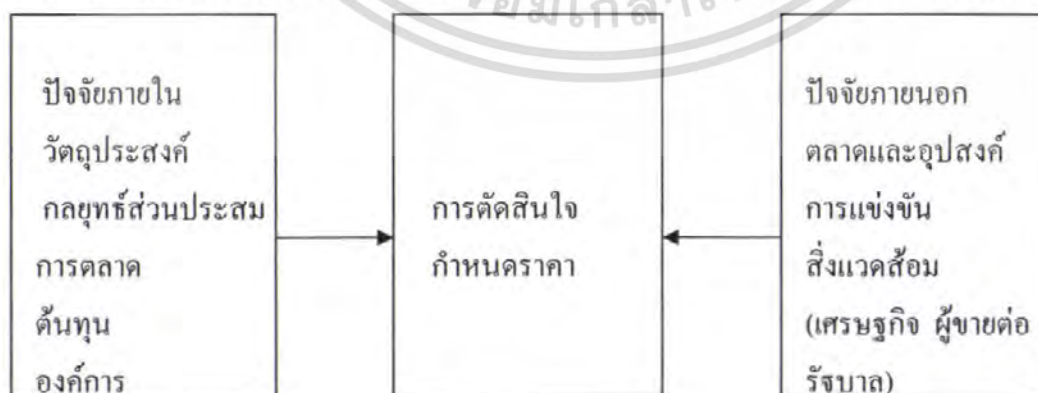 ปัจจัยภายใน
วัตถุประสงค์
กลยุทธ์ส่วนประสม
การตลาด
ต้นทุน
องค์การ
การตัดสินใจ
กำหนดราคา
ปัจจัยภายนอก
ตลาดและอุปสงค์
การแข่งขัน
สิ่งแวดล้อม
(เศรษฐกิจ ผู้ขายต่อ
รัฐบาล)